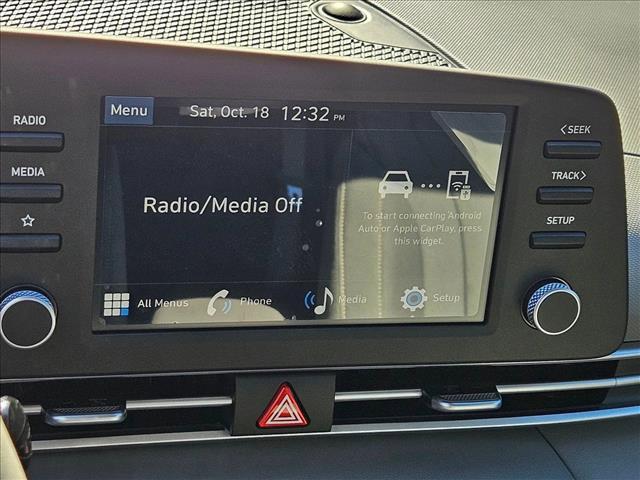 Menu
Sat, Oct. 18 12:32 PM
RADIO
MEDIA
<SEEK
TRACK>
SETUP
Radio/Media Off
To start connecting Android
Auto or Apple CarPlay, press
this widget.
All Menus
Phone
Media
Setup